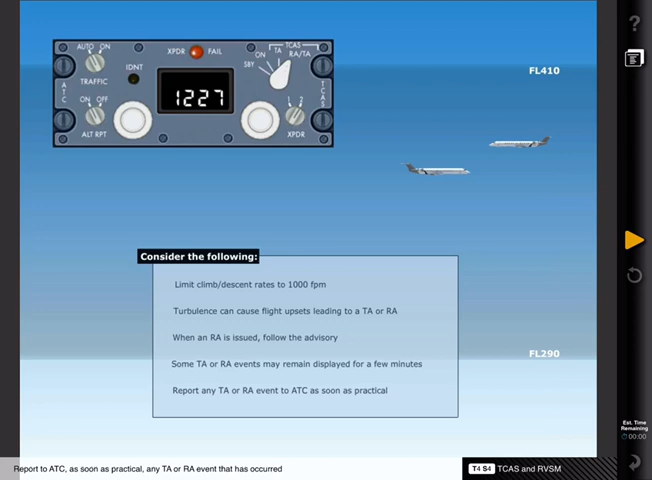 AUTO ON
TRAFFIC
XPDR FAIL
IDNT
SBY ON TA TCAS RA/TA
ATC
1227
TCAS
ON OFF
ALT RPT
1 2
XPDR
FL410
Consider the following:
Limit climb/descent rates to 1000 fpm
Turbulence can cause flight upsets leading to a TA or RA
When an RA is issued, follow the advisory
Some TA or RA events may remain displayed for a few minutes
Report any TA or RA event to ATC as soon as practical
FL290
Est. Time
Remaining
00:00
Report to ATC, as soon as practical, any TA or RA event that has occurred
T4 S4 TCAS and RVSM
?